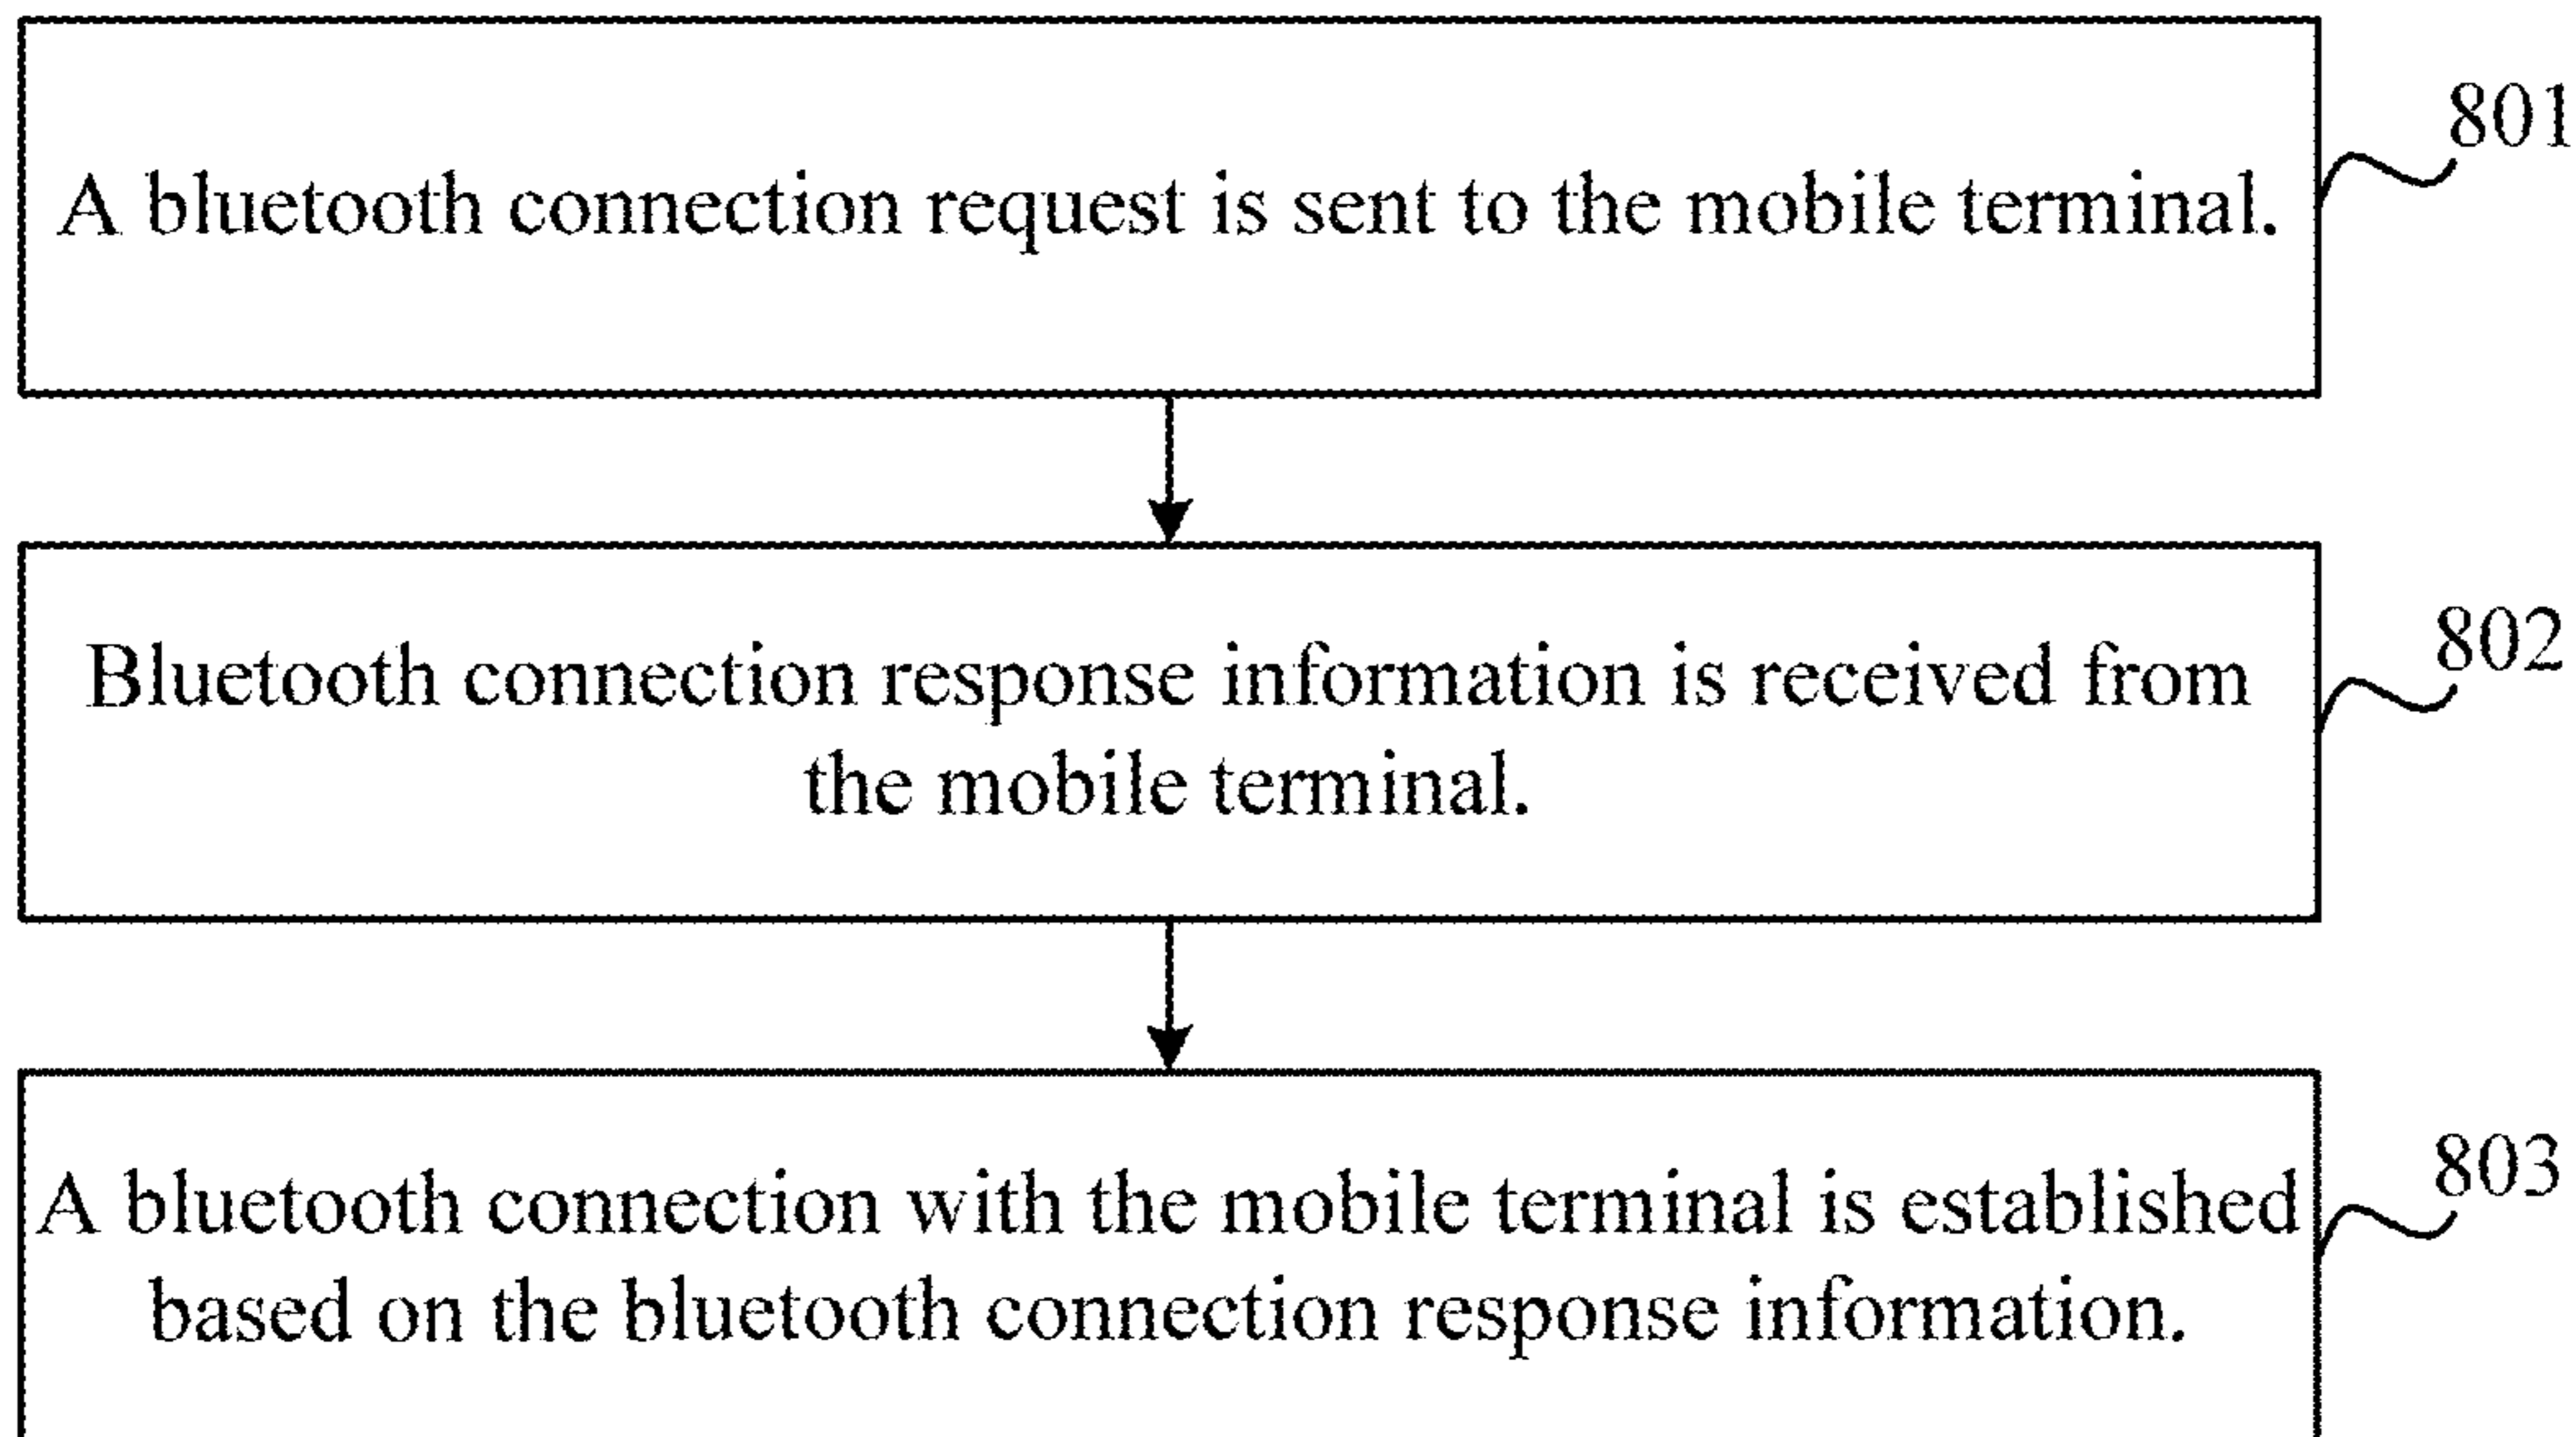 801
A bluetooth connection request is sent to the mobile terminal.
802
Bluetooth connection response information is received from
the mobile terminal.
803
A bluetooth connection with the mobile terminal is established
based on the bluetooth connection response information.